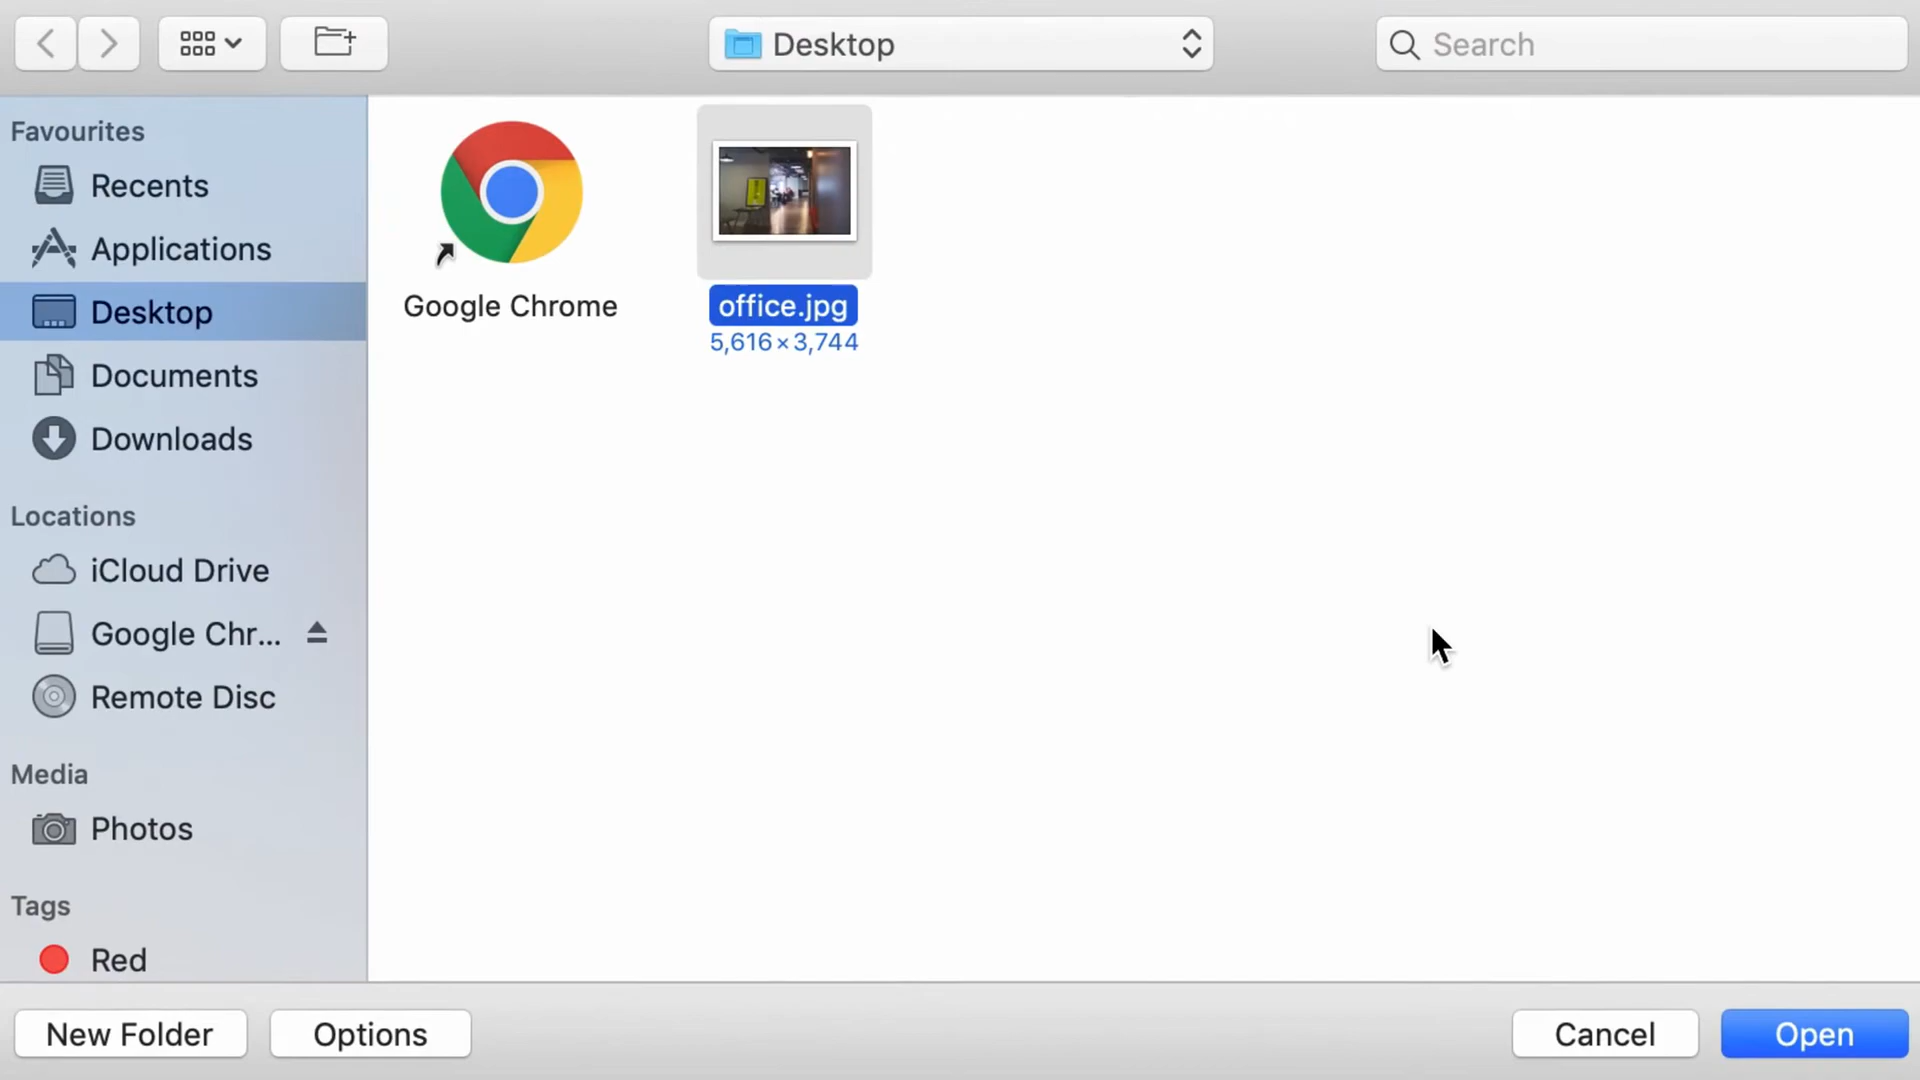 Desktop
Search
Favourites
Recents
Applications
Desktop
Documents
Downloads
Locations
iCloud Drive
Google Chr...
Remote Disc
Media
Photos
Tags
Red
Google Chrome
office.jpg
5,616×3,744
New Folder
Options
Cancel
Open